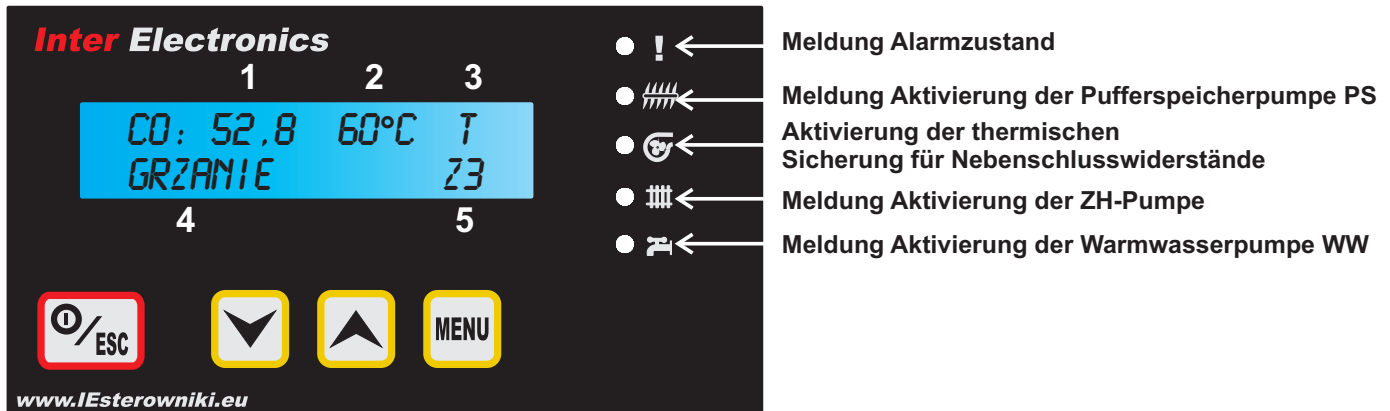 Inter Electronics
1 2 3
CO: 52,8 60°C T
GRZANIE Z3
4 5
!
Meldung Alarmzustand
Meldung Aktivierung der Pufferspeicherpumpe PS
Aktivierung der thermischen
Sicherung für Nebenschlusswiderstände
Meldung Aktivierung der ZH-Pumpe
Meldung Aktivierung der Warmwasserpumpe WW
/ESC
MENU
www.IEsterowniki.eu